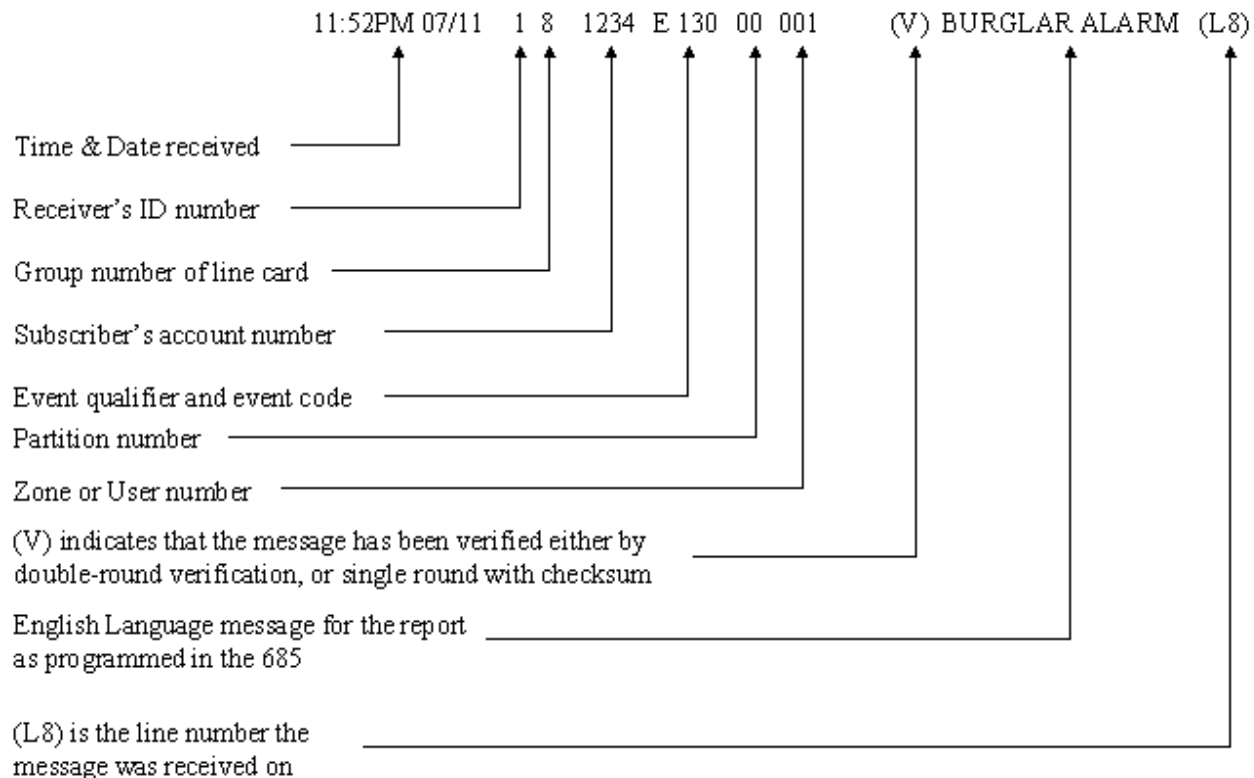 11:52PM 07/11 1 8 1234 E 130 00 001 (V) BURGLAR ALARM (L8)
Time & Date received
Receiver's ID number
Group number of line card
Subscriber's account number
Event qualifier and event code
Partition number
Zone or User number
(V) indicates that the message has been verified either by
double-round verification, or single round with checksum
English Language message for the report
as programmed in the 685
(L8) is the line number the
message was received on